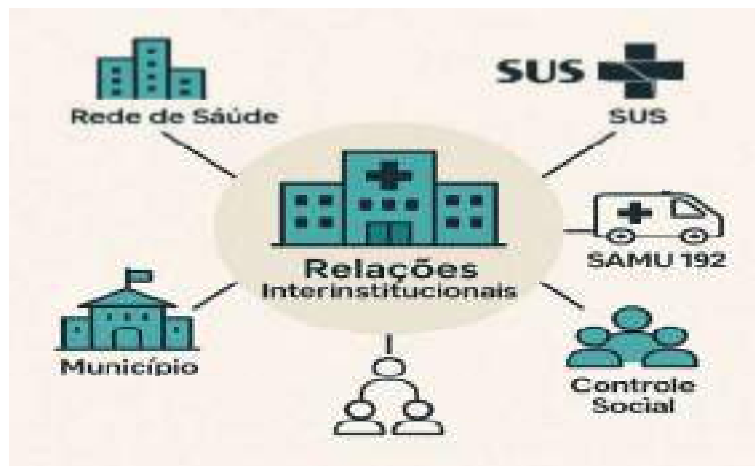 Rede de Sáúde
SUS
SUS
Relações
Interinstitucionais
SAMU 192
Município
Controle
Social